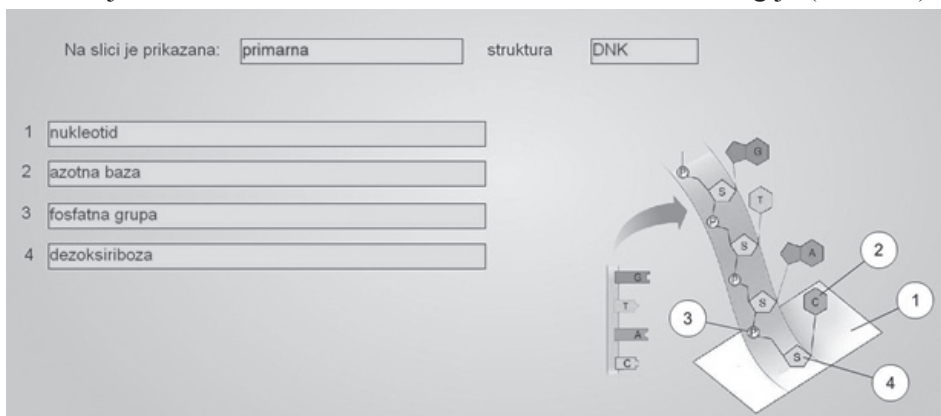 Na slici je prikazana: primarna struktura DNK
1 nukleotid
2 azotna baza
3 fosfatna grupa
4 dezoksiriboza
G
P
S
T
P
S
A
P
S
C
P
S
2
1
3
4
G
T
A
C